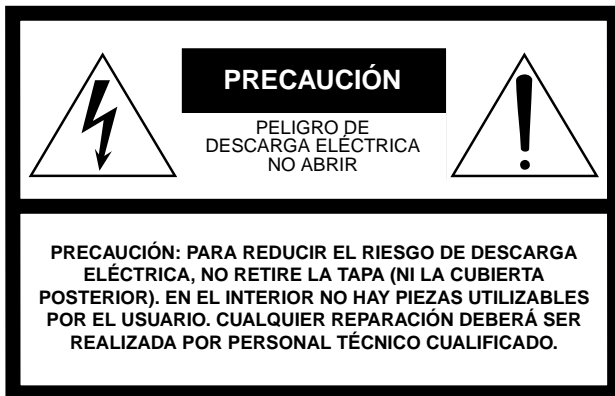 PRECAUCIÓN
PELIGRO DE
DESCARGA ELÉCTRICA
NO ABRIR
PRECAUCIÓN: PARA REDUCIR EL RIESGO DE DESCARGA
ELÉCTRICA, NO RETIRE LA TAPA (NI LA CUBIERTA
POSTERIOR). EN EL INTERIOR NO HAY PIEZAS UTILIZABLES
POR EL USUARIO. CUALQUIER REPARACIÓN DEBERÁ SER
REALIZADA POR PERSONAL TÉCNICO CUALIFICADO.